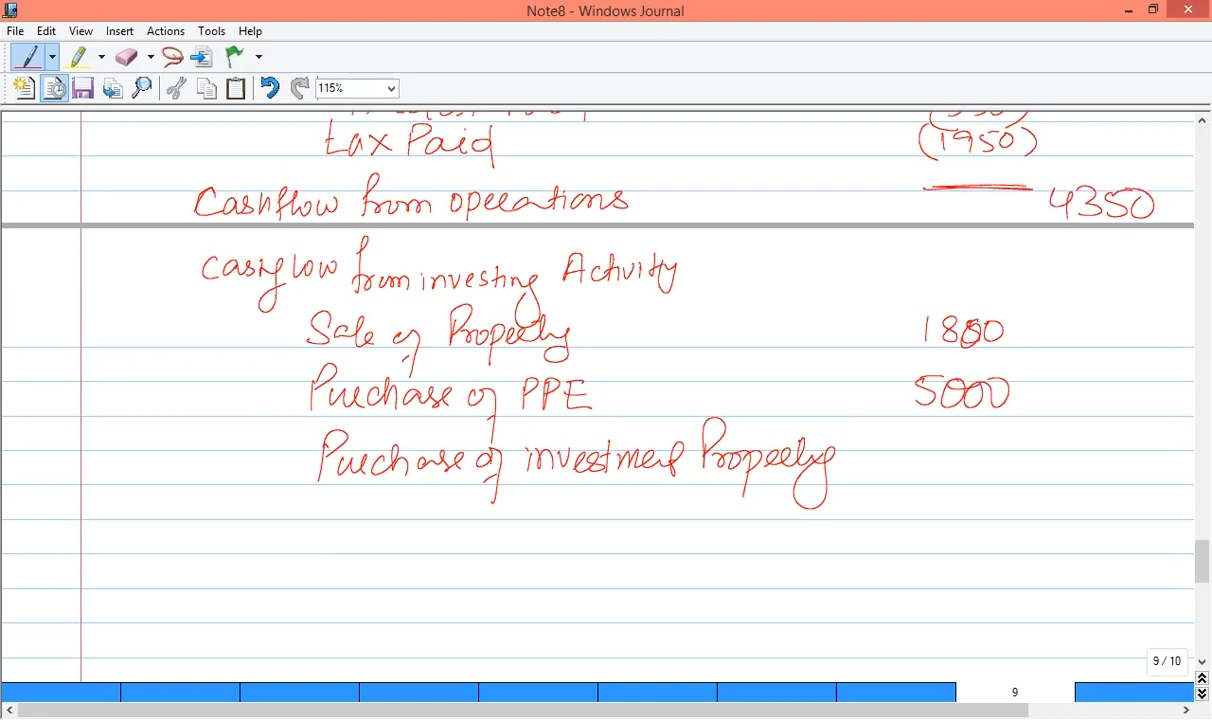 Note8 - Windows Journal
File Edit View Insert Actions Tools Help
115%
Tax Paid (1950)
Cashflow from operations 4350
Cashflow from investing Activity
Sale of Property 1850
Purchase of PPE 5000
Purchase of investment Property
9 / 10
9